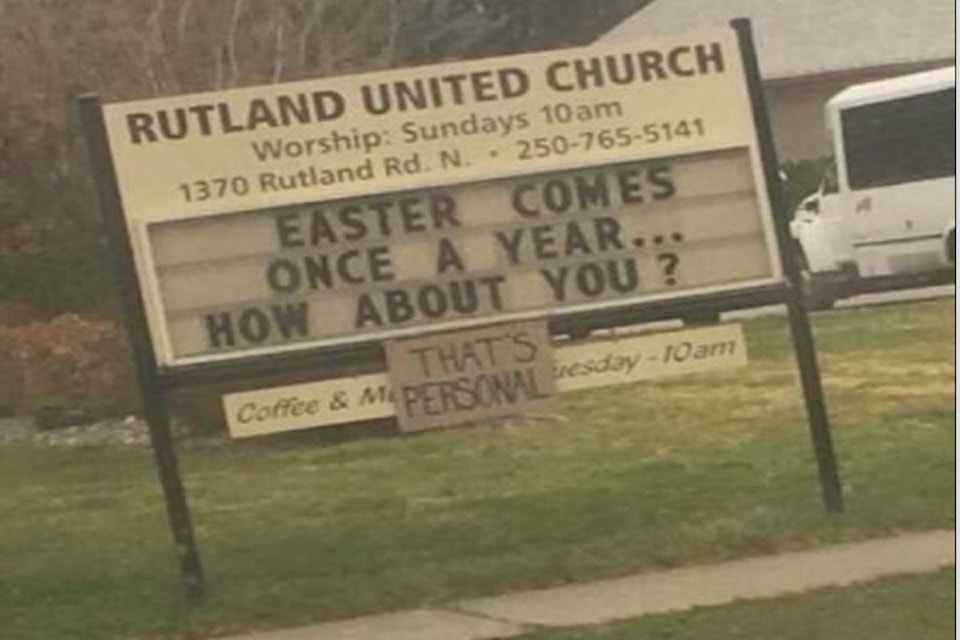 RUTLAND UNITED CHURCH
Worship: Sundays 10am
1370 Rutland Rd. N. • 250-765-5141
EASTER COMES
ONCE A YEAR...
HOW ABOUT YOU?
THAT'S
PERSONAL
Coffee & 10am